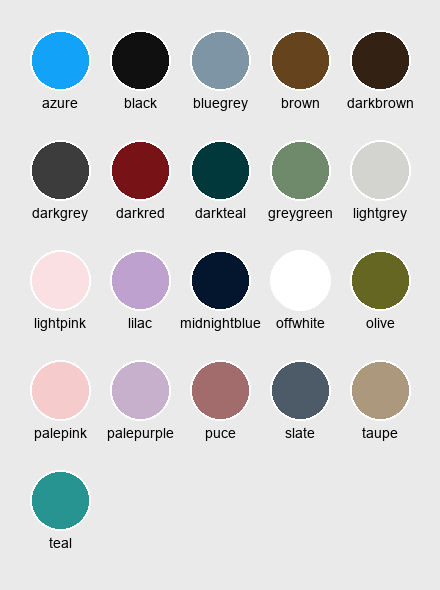 azure black bluegrey brown darkbrown
darkgrey darkred darkteal greygreen lightgrey
lightpink lilac midnightblue offwhite olive
palepink palepurple puce slate taupe
teal